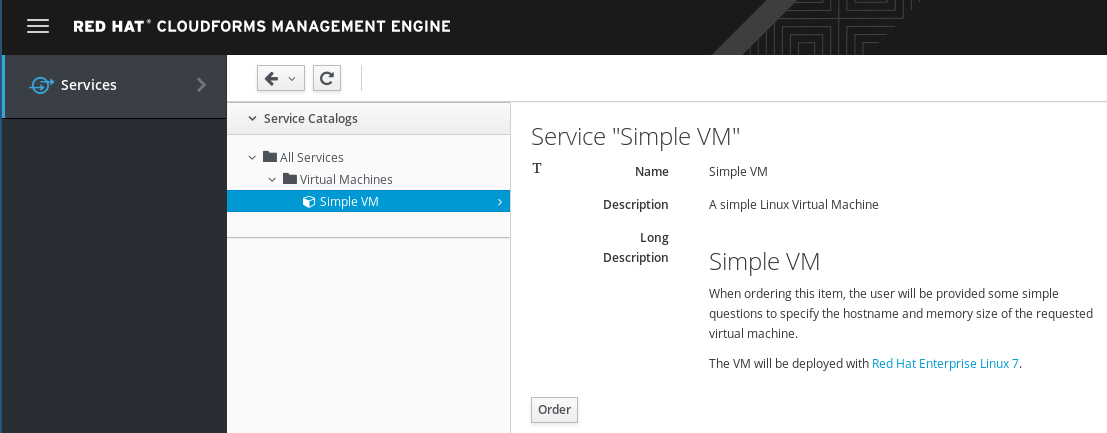 RED HAT® CLOUDFORMS MANAGEMENT ENGINE
Services
Service Catalogs
All Services
Virtual Machines
Simple VM
Service "Simple VM"
T
Name Simple VM
Description A simple Linux Virtual Machine
Long
Description
Simple VM
When ordering this item, the user will be provided some simple
questions to specify the hostname and memory size of the requested
virtual machine.
The VM will be deployed with Red Hat Enterprise Linux 7.
Order